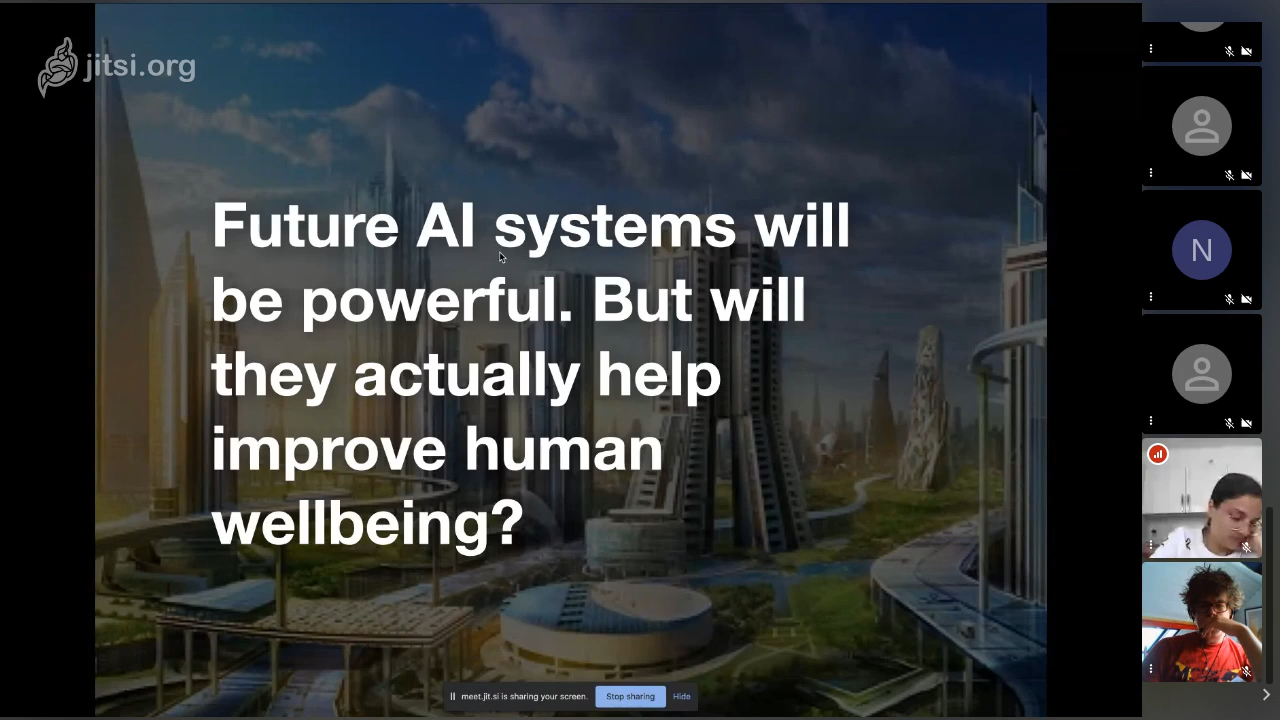 jitsi.org
Future AI systems will
be powerful. But will
they actually help
improve human
wellbeing?
N
meet.jit.si is sharing your screen. Stop sharing Hide